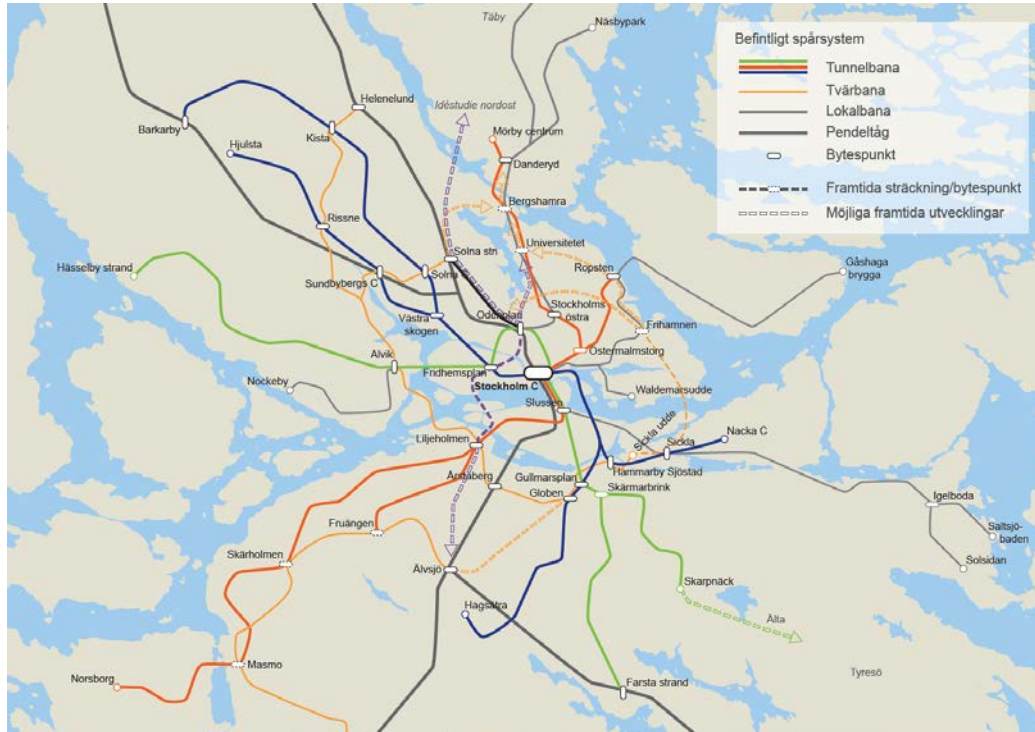 Täby
Näsbypark
Befintligt spårsystem
Tunnelbana
Tvärbana
Lokalbana
Pendeltåg
Bytespunkt
Framtida sträckning/bytespunkt
Möjliga framtida utvecklingar
Helenelund
Idéstudie nordost
Barkarby
Kista
Mörby centrum
Hjulsta
Danderyd
Bergshamra
Rissne
Universitetet
Solna stn
Hässelby strand
Ropsten
Gåshaga
brygga
Sundbybergs C
Solna
Stockholms
östra
Västra
skogen
Odenplan
Frihamnen
Alvik
Östermalmstorg
Fridhemsplan
Nockeby
Stockholm C
Waldemarsudde
Slussen
Liljeholmen
Sickla udde
Nacka C
Sickla
Årstaberg
Gullmarsplan
Hammarby Sjöstad
Globen
Skärmarbrink
Igelboda
Fruängen
Saltsjö-
baden
Skärholmen
Älvsjö
Solsidan
Skarpnäck
Hagsätra
Älta
Masmo
Tyresö
Norsborg
Farsta strand